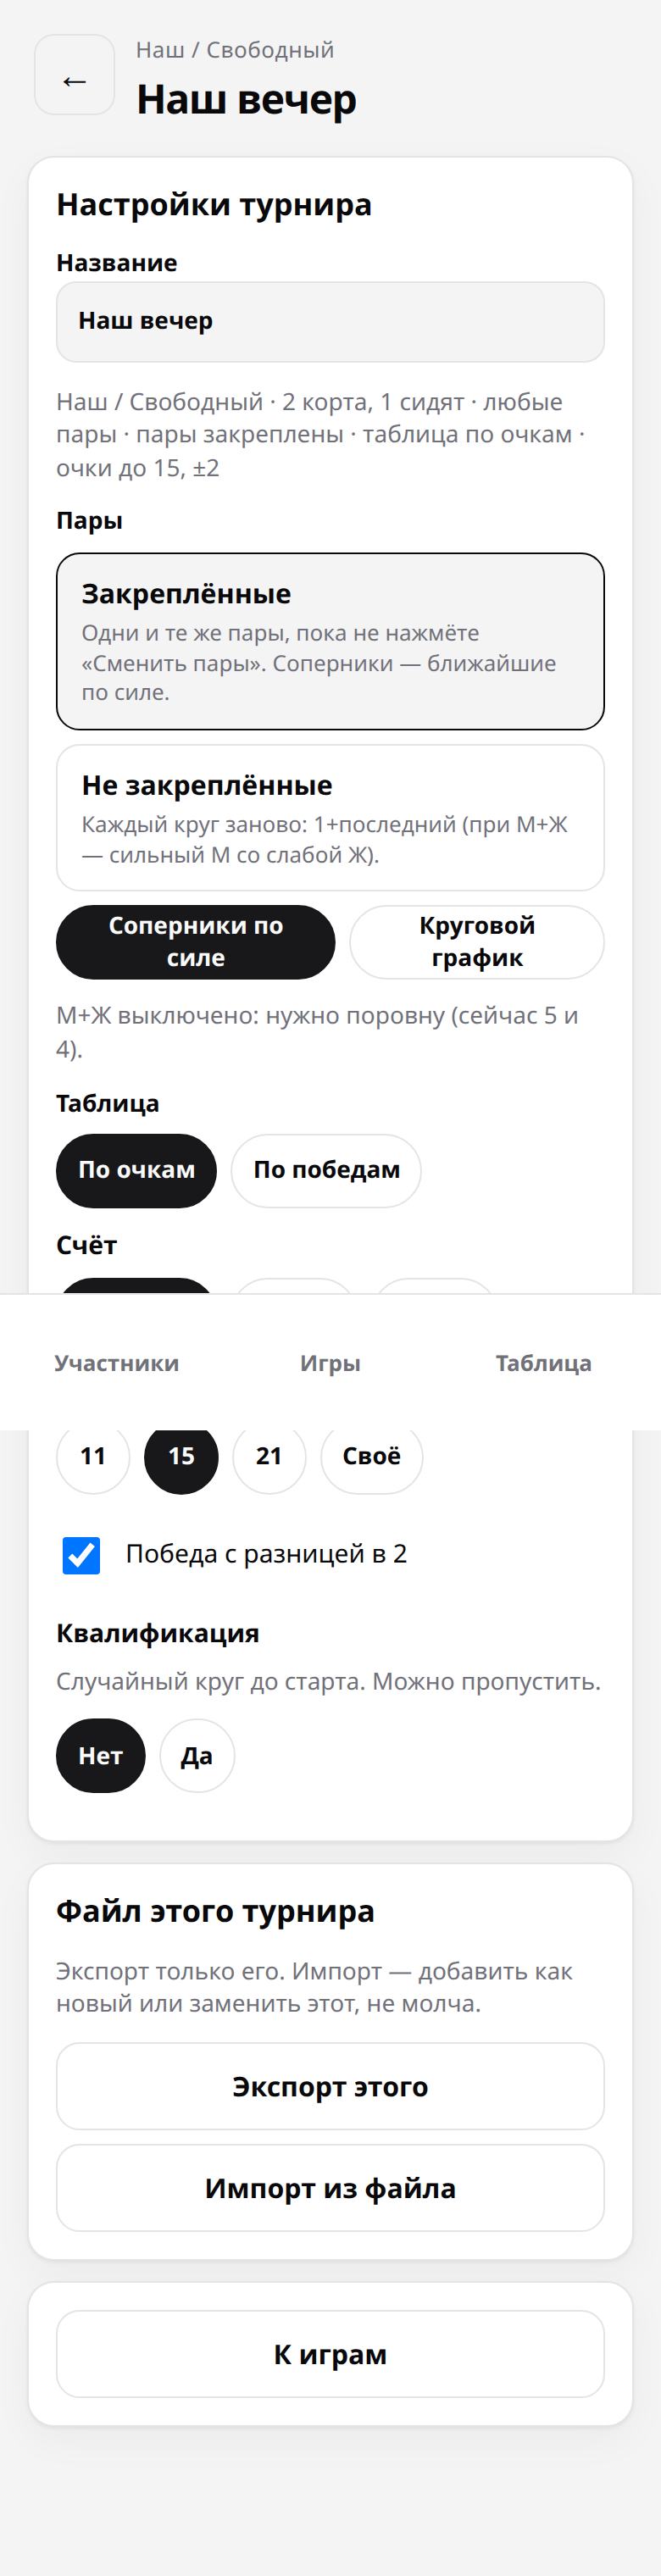 ←
Наш / Свободный
Наш вечер
Настройки турнира
Название
Наш вечер
Наш / Свободный · 2 корта, 1 сидят · любые
пары · пары закреплены · таблица по очкам ·
очки до 15, ±2
Пары
Закреплённые
Одни и те же пары, пока не нажмёте
«Сменить пары». Соперники — ближайшие
по силе.
Не закреплённые
Каждый круг заново: 1+последний (при М+Ж
— сильный М со слабой Ж).
Соперники по
силе
Круговой
график
М+Ж выключено: нужно поровну (сейчас 5 и
4).
Таблица
По очкам
По победам
Счёт
Участники
Игры
Таблица
11
15
21
Своё
Победа с разницей в 2
Квалификация
Случайный круг до старта. Можно пропустить.
Нет
Да
Файл этого турнира
Экспорт только его. Импорт — добавить как
новый или заменить этот, не молча.
Экспорт этого
Импорт из файла
К играм